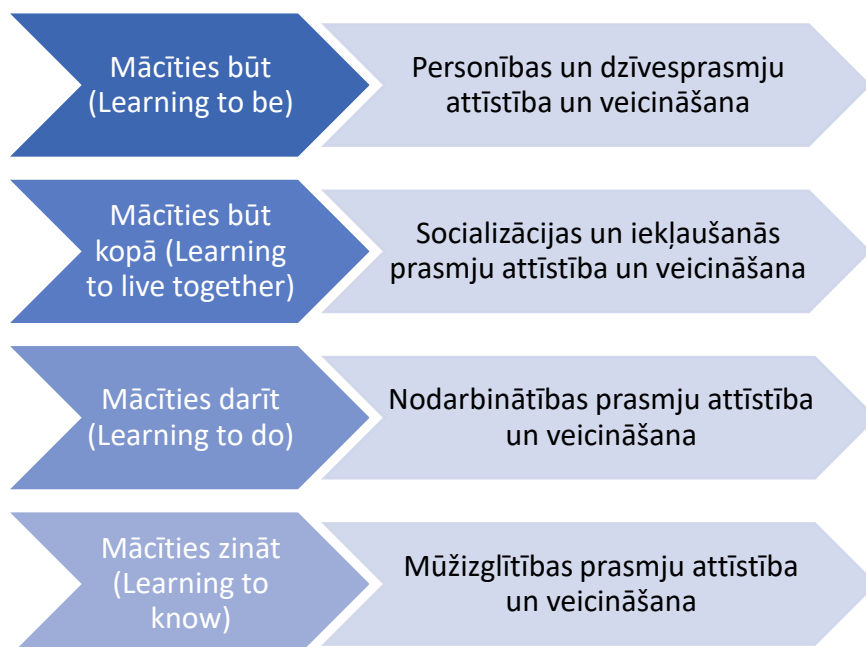 Mācīties būt
(Learning to be)
Personības un dzīvesprasmju
attīstība un veicināšana
Mācīties būt
kopā (Learning
to live together)
Socializācijas un iekļaušanās
prasmju attīstība un veicināšana
Mācīties darīt
(Learning to do)
Nodarbinātības prasmju attīstība
un veicināšana
Mācīties zināt
(Learning to
know)
Mūžizglītības prasmju attīstība
un veicināšana